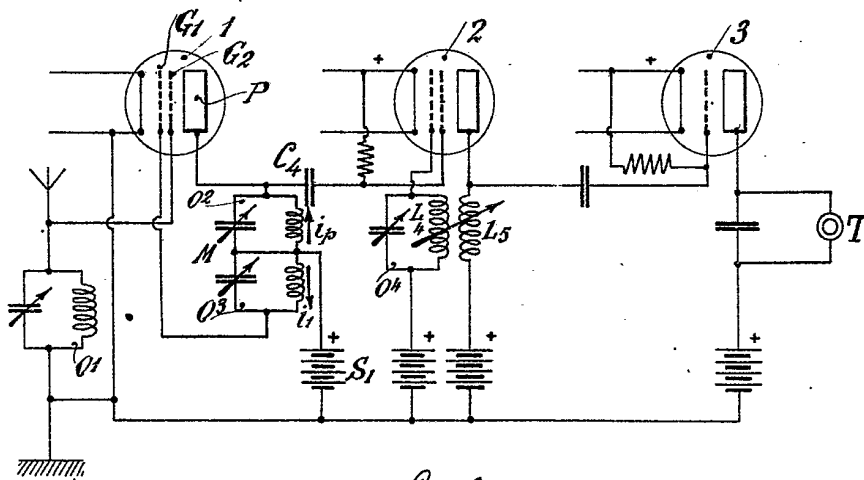 G1 1 G2
P
2
+
3
+
C4
O2
ip
M
O3
i1
O1
L4
L5
O4
T
+
S1
+
+
+